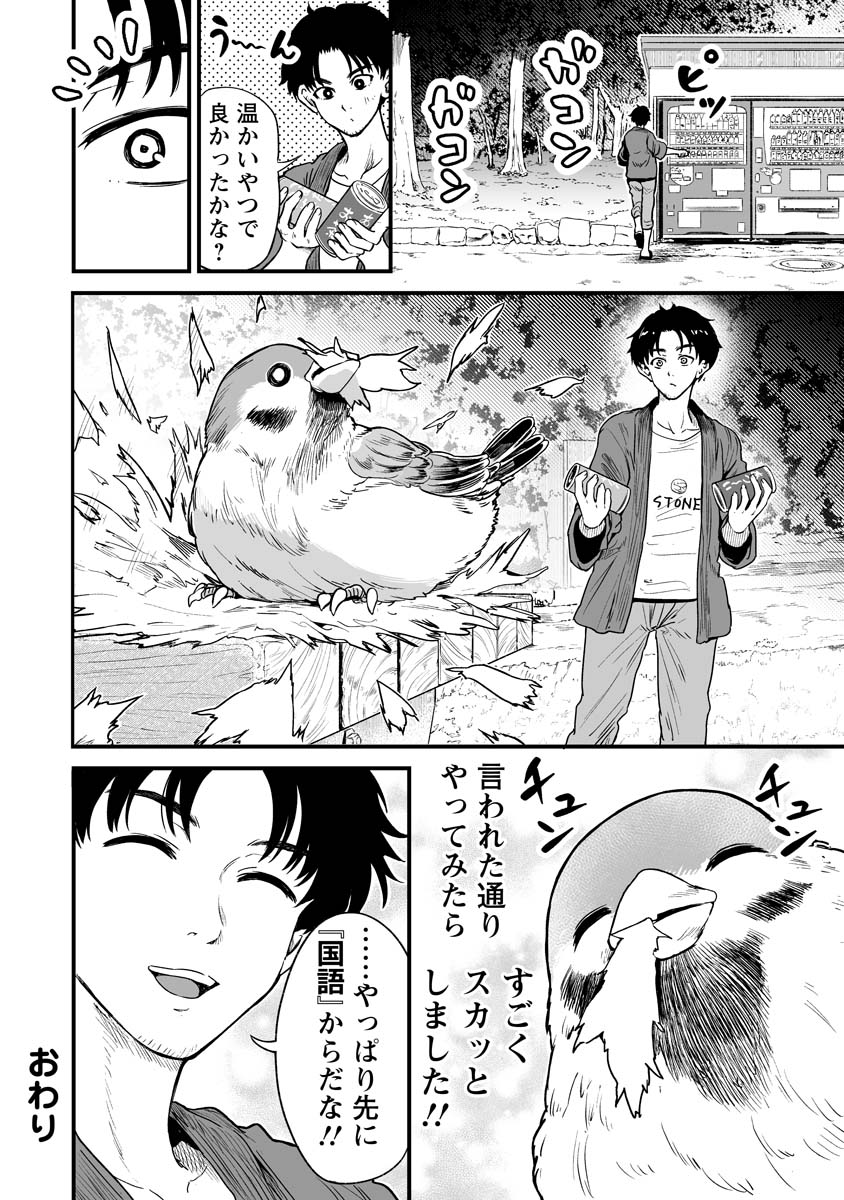 ピッ
ガコン
ガコン
うーん
温かいやつで
良かったかな？
STONE
チュン
チュン
言われた通り
やってみたら
すごく
スカッと
しました!!
……やっぱり先に
『国語』からだな!!
おわり